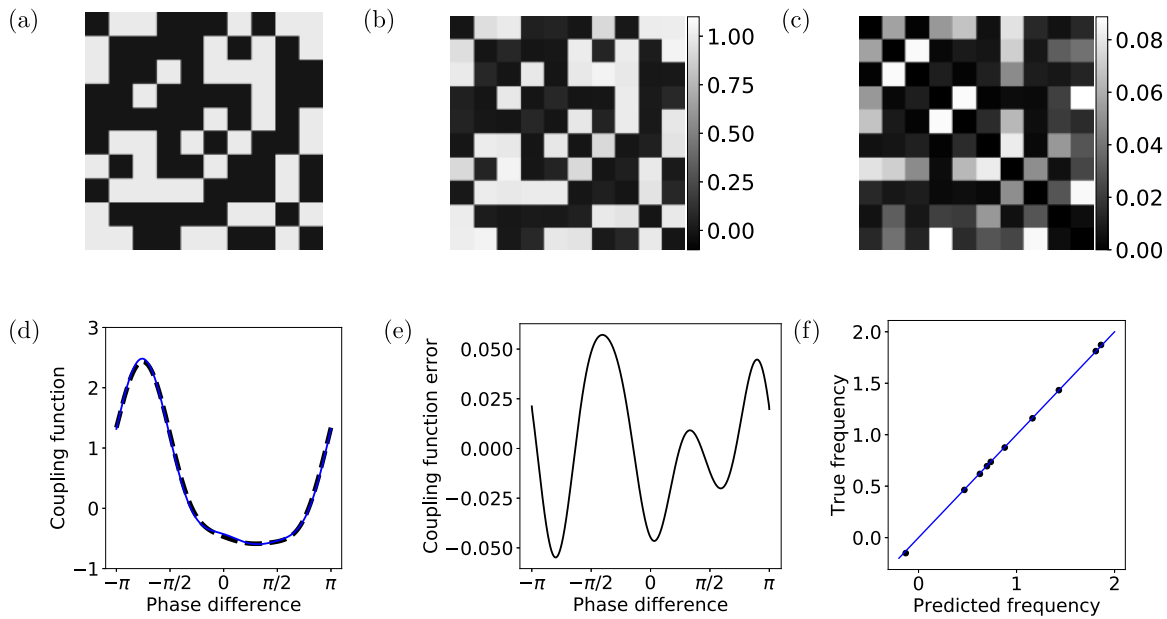 (a)
(b)
1.00
0.75
0.50
0.25
0.00
(c)
0.08
0.06
0.04
0.02
0.00
(d)
Coupling function
3
2
1
0
−1
−π −π/2 0 π/2 π
Phase difference
(e)
Coupling function error
0.050
0.025
0.000
−0.025
−0.050
−π −π/2 0 π/2 π
Phase difference
(f)
True frequency
2.0
1.5
1.0
0.5
0.0
0 1 2
Predicted frequency